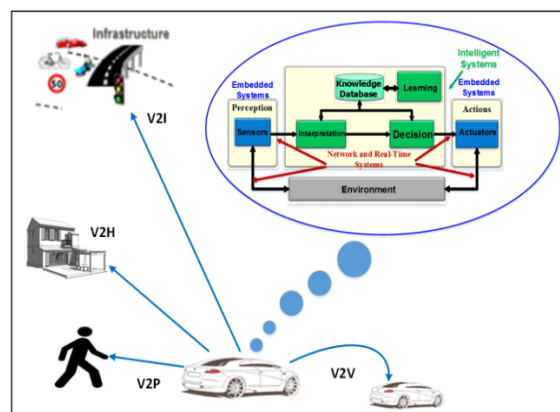 Infrastructure
50
V2I
V2H
V2P
V2V
Intelligent
Systems
Embedded
Systems
Embedded
Systems
Knowledge
Database
Learning
Perception
Actions
Sensors
Interpretation
Decision
Actuators
Network and Real-Time
Systems
Environment